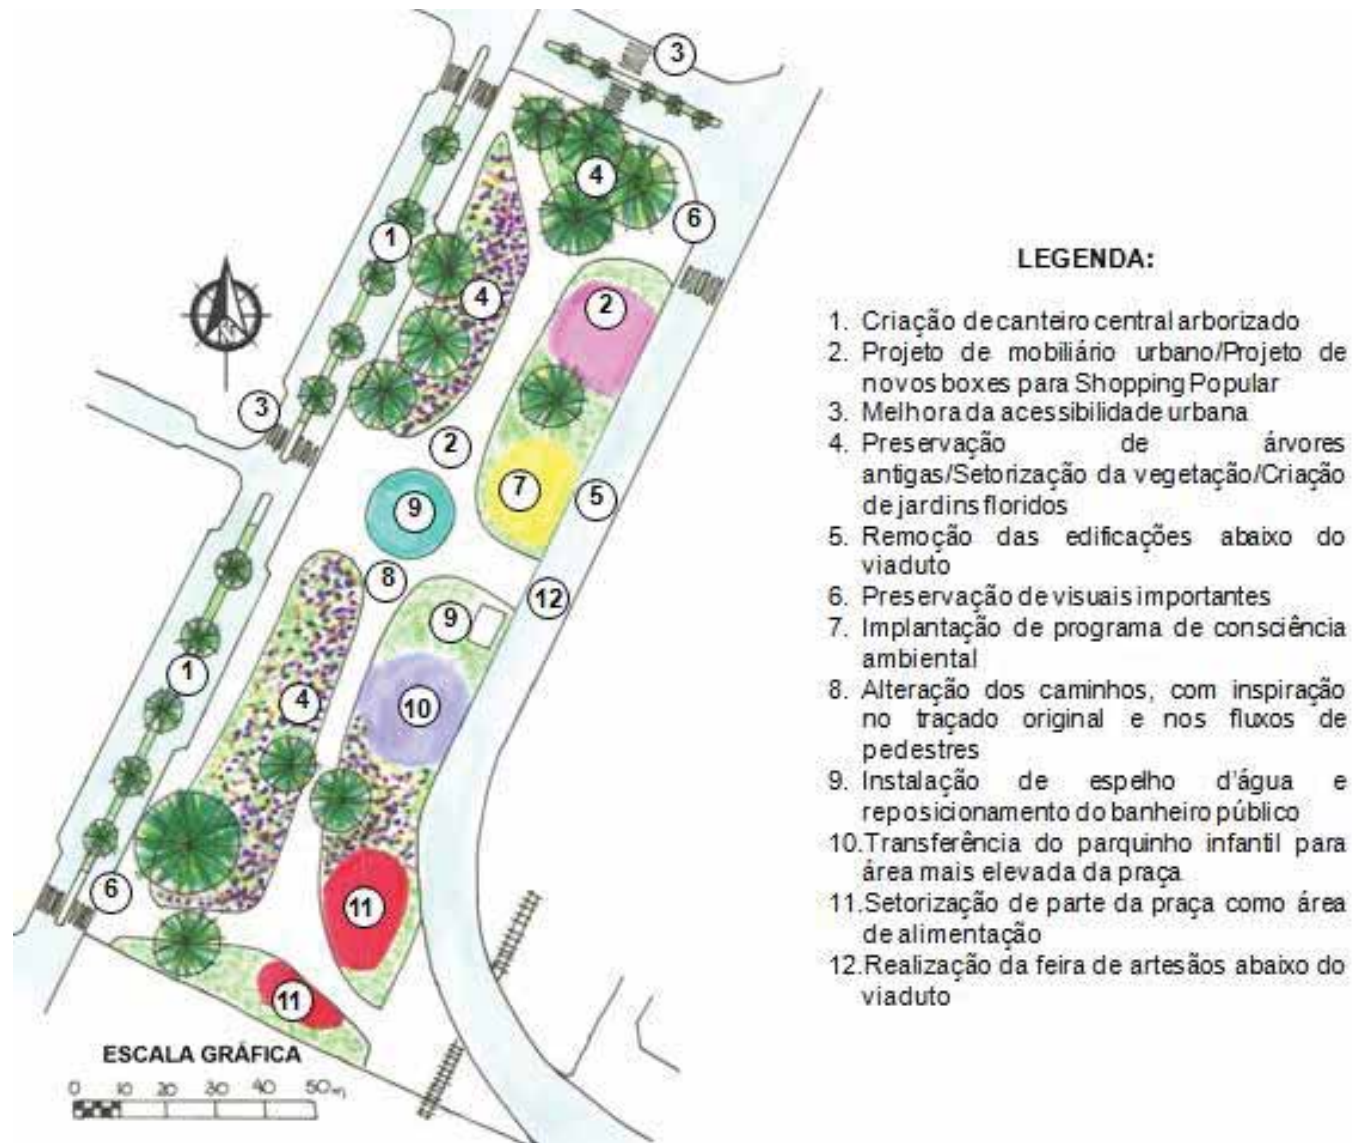 3
4
6
1
4
2
3
2
9
7
5
8
12
9
1
4
10
6
11
11
N
ESCALA GRÁFICA
0 10 20 30 40 50m
LEGENDA:
1. Criação de canteiro central arborizado
2. Projeto de mobiliário urbano/Projeto de
novos boxes para Shopping Popular
3. Melhora da acessibilidade urbana
4. Preservação de árvores
antigas/Setorização da vegetação/Criação
de jardins floridos
5. Remoção das edificações abaixo do
viaduto
6. Preservação de visuais importantes
7. Implantação de programa de consciência
ambiental
8. Alteração dos caminhos, com inspiração
no traçado original e nos fluxos de
pedestres
9. Instalação de espelho d'água e
reposicionamento do banheiro público
10.Transferência do parquinho infantil para
área mais elevada da praça
11.Setorização de parte da praça como área
de alimentação
12.Realização da feira de artesãos abaixo do
viaduto